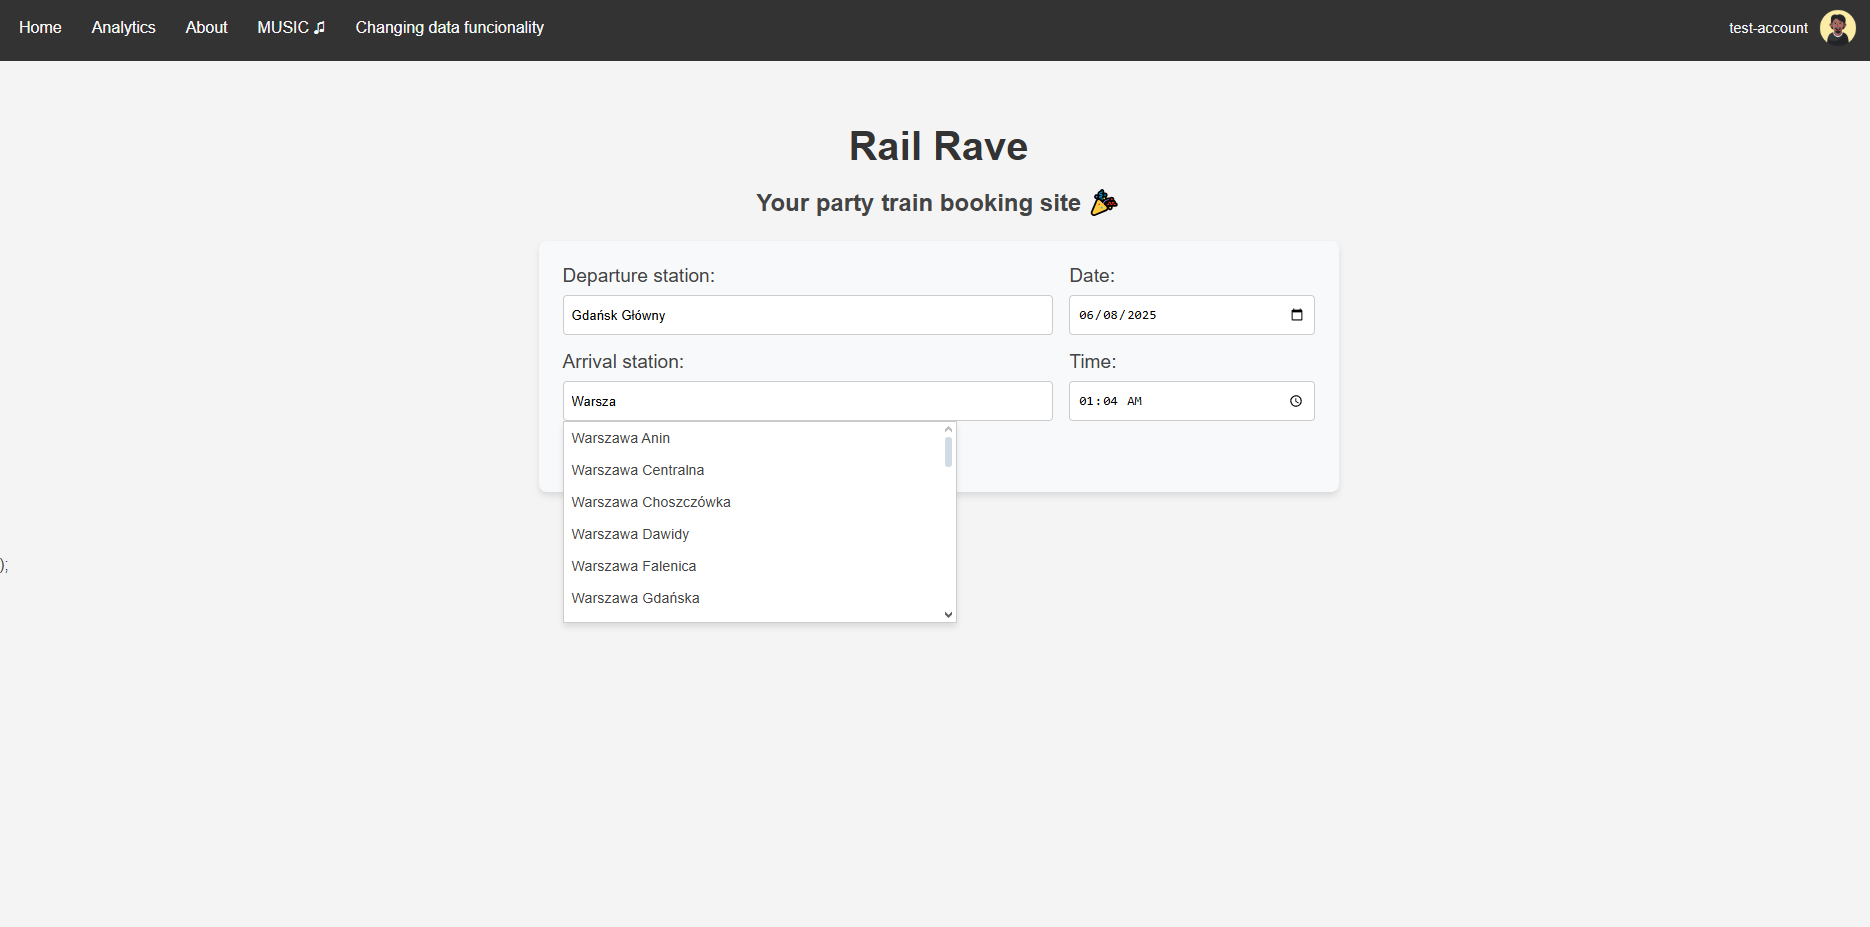 Home Analytics About MUSIC ♫ Changing data funcionality test-account
Rail Rave
Your party train booking site 🎉
Departure station: Date:
Gdańsk Główny 06/08/2025
Arrival station: Time:
Warsza 01:04 AM
Warszawa Anin
Warszawa Centralna
Warszawa Choszczówka
Warszawa Dawidy
);
Warszawa Falenica
Warszawa Gdańska